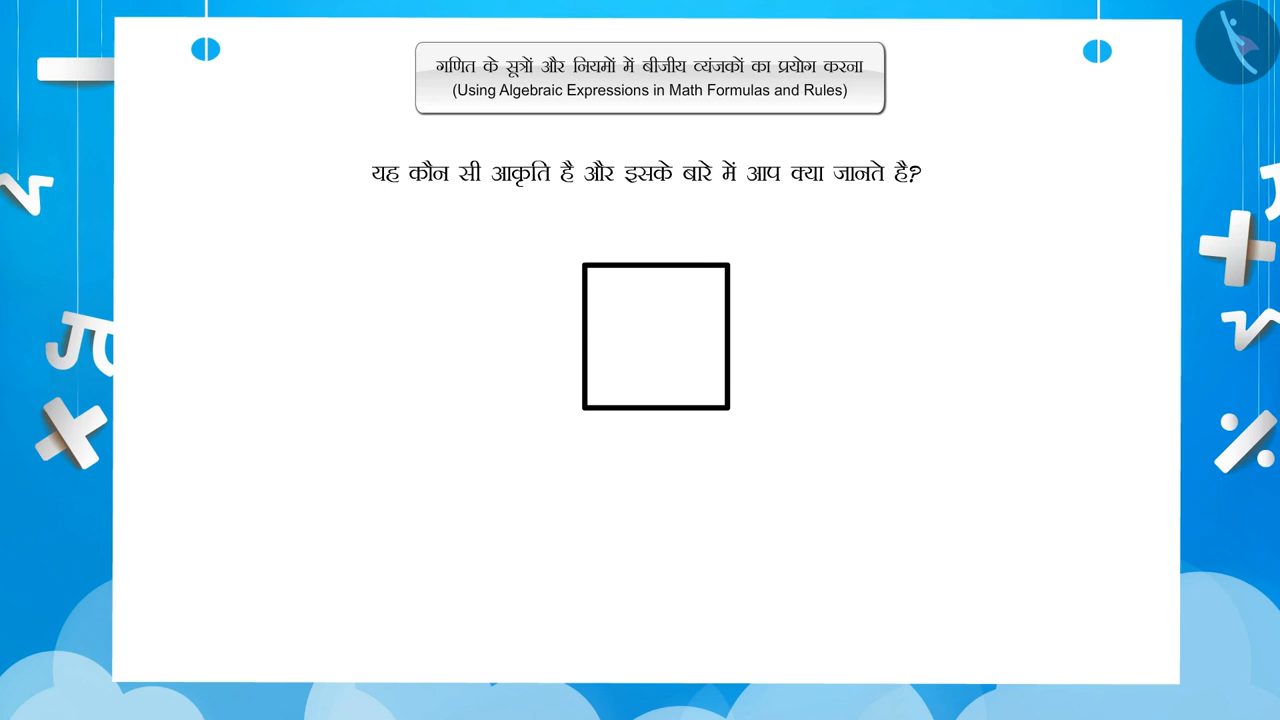 गणित के सूत्रों और नियमों में बीजीय व्यंजकों का प्रयोग करना
(Using Algebraic Expressions in Math Formulas and Rules)
यह कौन सी आकृति है और इसके बारे में आप क्या जानते है?